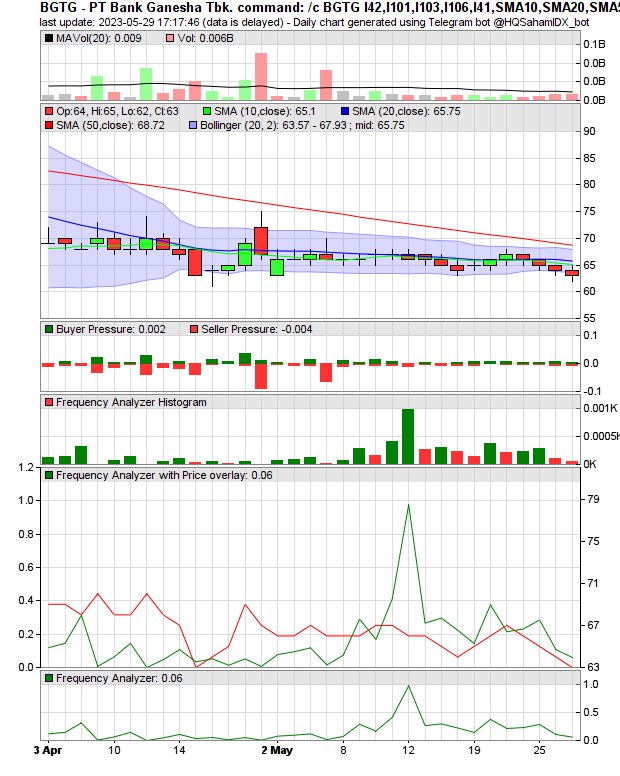 BGTG - PT Bank Ganesha Tbk. command: /c BGTG I42,I101,I103,I106,I41,SMA10,SMA20,SMA5
last update: 2023-05-29 17:17:46 (data is delayed) - Daily chart generated using Telegram bot @HQSahamIDX_bot
MAVol(20): 0.009 Vol: 0.006B
0.1B
0.0B
0.0B
0.0B
Op:64, Hi:65, Lo:62, Cl:63 SMA (10,close): 65.1 SMA (20,close): 65.75
SMA (50,close): 68.72 Bollinger (20, 2): 63.57 - 67.93 ; mid: 65.75
90
85
80
75
70
65
60
55
Buyer Pressure: 0.002 Seller Pressure: -0.004
0.1
0.0
-0.1
Frequency Analyzer Histogram
0.001K
0.0005K
0K
Frequency Analyzer with Price overlay: 0.06
1.2
1.0
0.8
0.6
0.4
0.2
0.0
79
75
71
67
63
Frequency Analyzer: 0.06
1.0
0.5
0.0
3 Apr 10 14 2 May 8 12 19 25